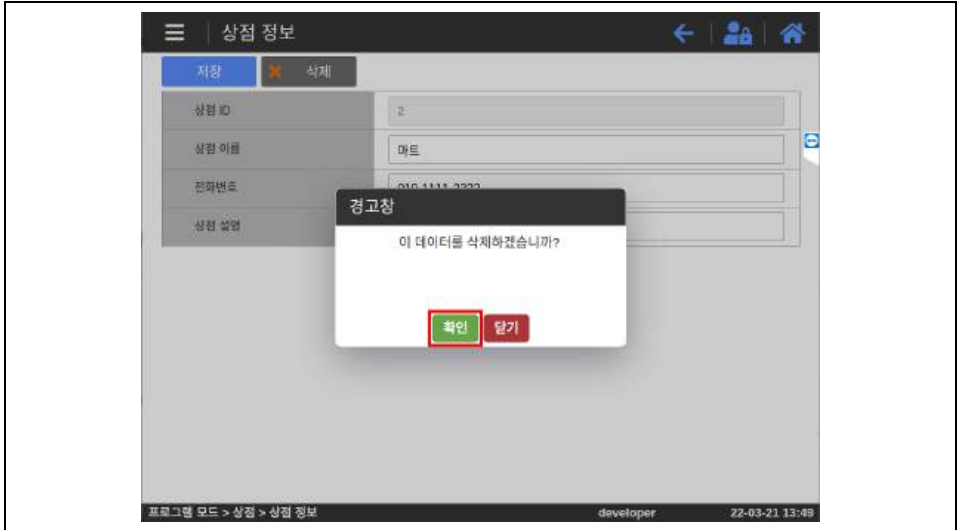 상점 정보
저장
삭제
상점 ID
2
상점 이름
마트
전화번호
010-1111-2222
상점 설명
경고창
이 데이터를 삭제하겠습니까?
확인
닫기
프로그램 모드 > 상점 > 상점 정보
developer
22-03-21 13:49